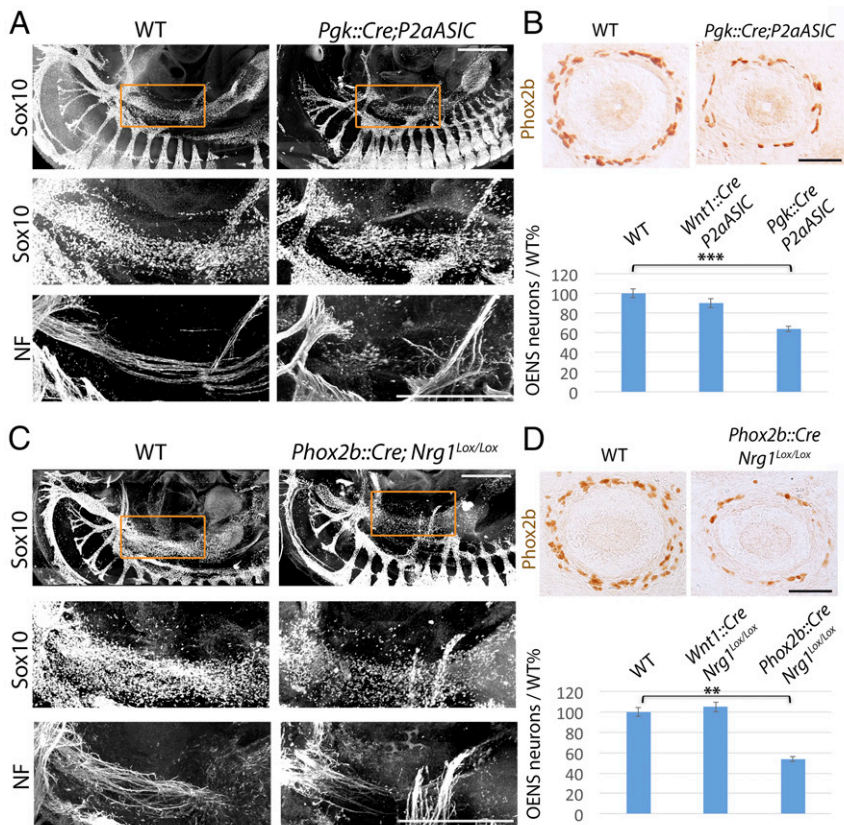 A
WT
Pgk::Cre;P2aASIC
Sox10
Sox10
NF
B
WT
Pgk::Cre;P2aASIC
Phox2b
WT
Wnt1::Cre
P2aASIC
Pgk::Cre
P2aASIC
***
OENS neurons / WT%
120
100
80
60
40
20
0
C
WT
Phox2b::Cre; Nrg1Lox/Lox
Sox10
Sox10
NF
D
WT
Phox2b::Cre
Nrg1Lox/Lox
Phox2b
WT
Wnt1::Cre
Nrg1Lox/Lox
Phox2b::Cre
Nrg1Lox/Lox
**
OENS neurons / WT%
120
100
80
60
40
20
0